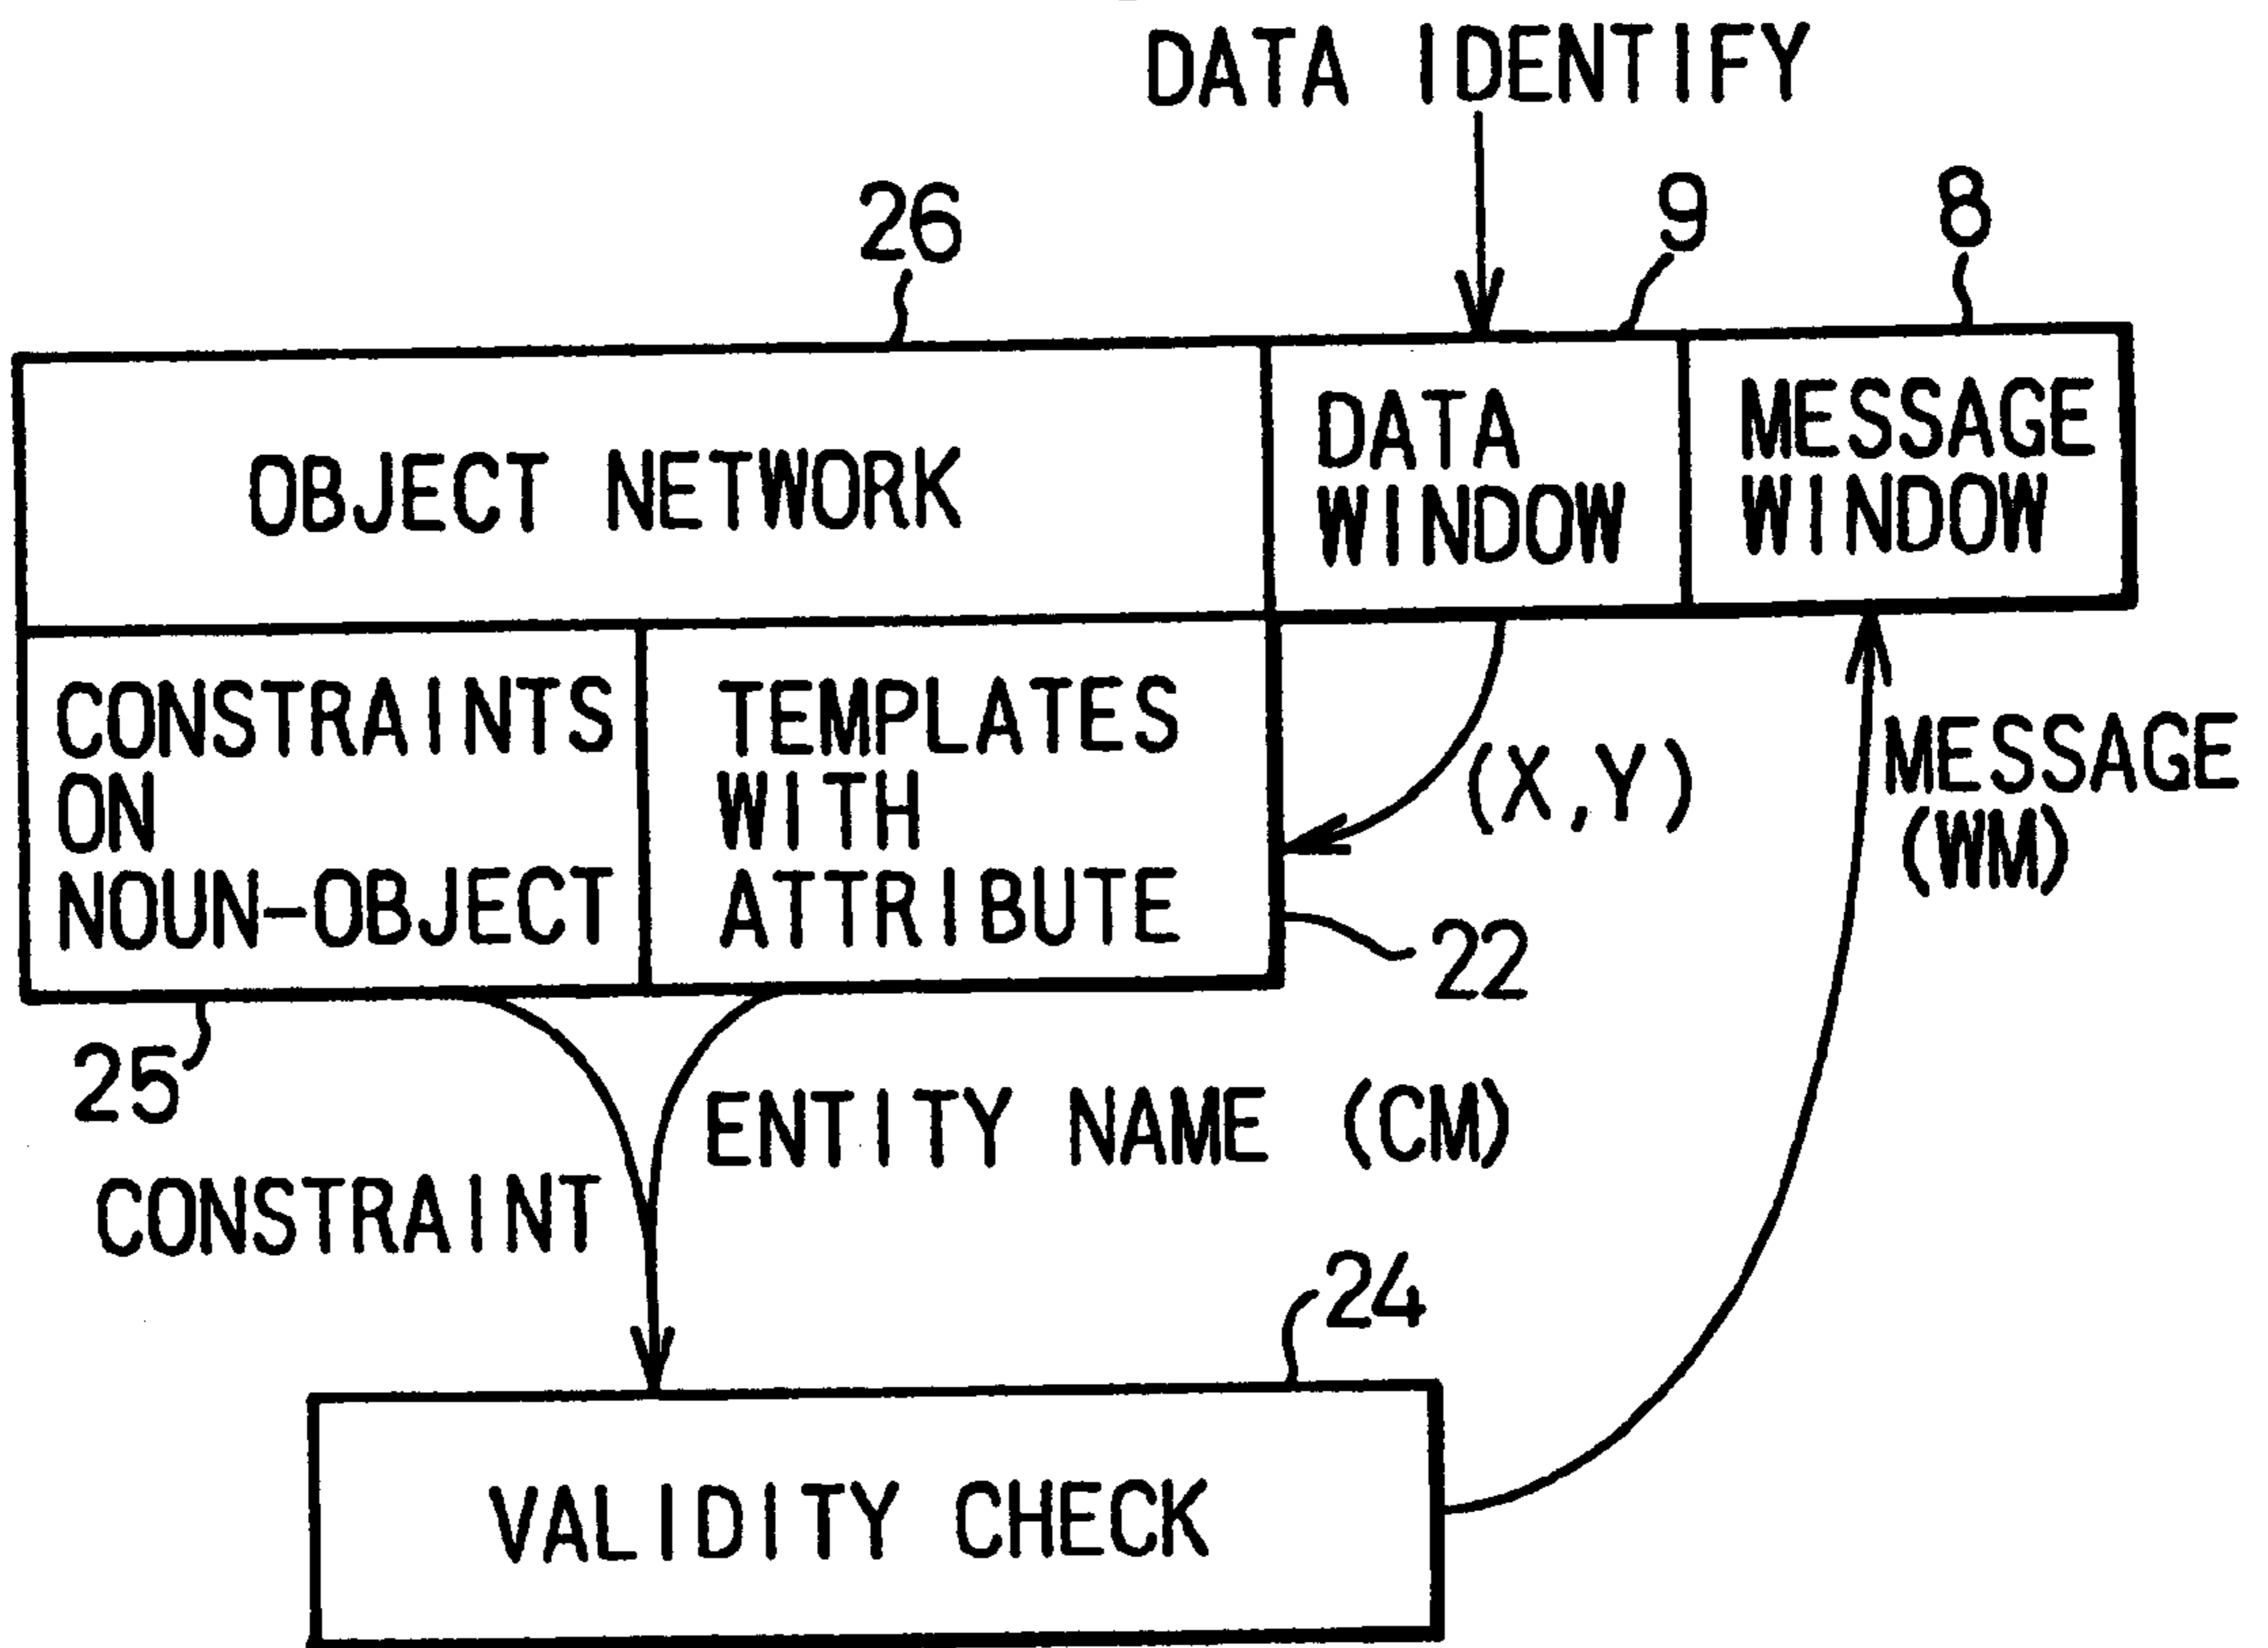 DATA IDENTIFY
26
9
8
OBJECT NETWORK
DATA
WINDOW
MESSAGE
WINDOW
CONSTRAINTS
ON
NOUN-OBJECT
TEMPLATES
WITH
ATTRIBUTE
(X,Y)
MESSAGE
(WM)
22
25
ENTITY NAME (CM)
CONSTRAINT
24
VALIDITY CHECK